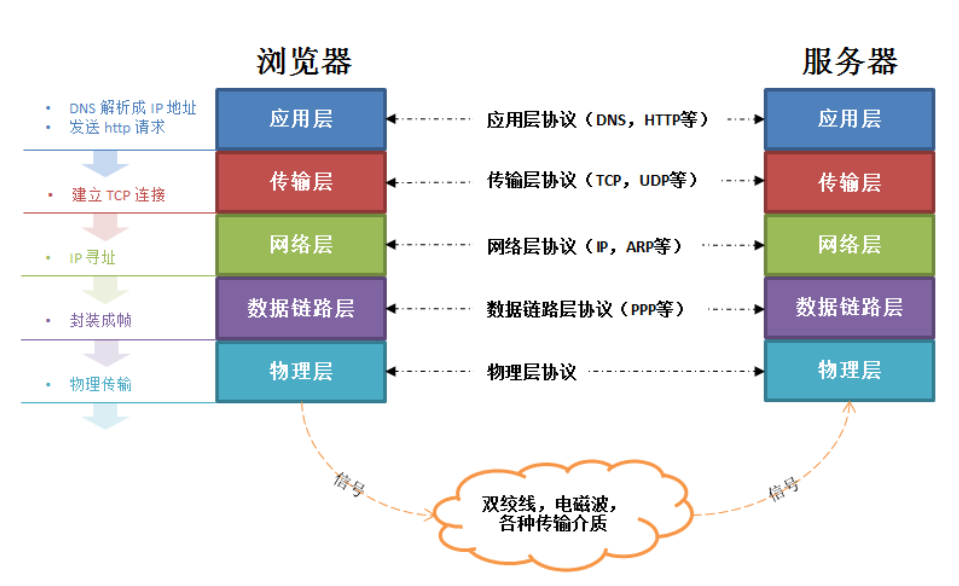 浏览器
服务器
• DNS 解析成 IP 地址
• 发送 http 请求
应用层
应用层协议（DNS，HTTP等）
应用层
• 建立 TCP 连接
传输层
传输层协议（TCP，UDP等）
传输层
• IP 寻址
网络层
网络层协议（IP，ARP等）
网络层
• 封装成帧
数据链路层
数据链路层协议（PPP等）
数据链路层
• 物理传输
物理层
物理层协议
物理层
信号
双绞线，电磁波，
各种传输介质
信号